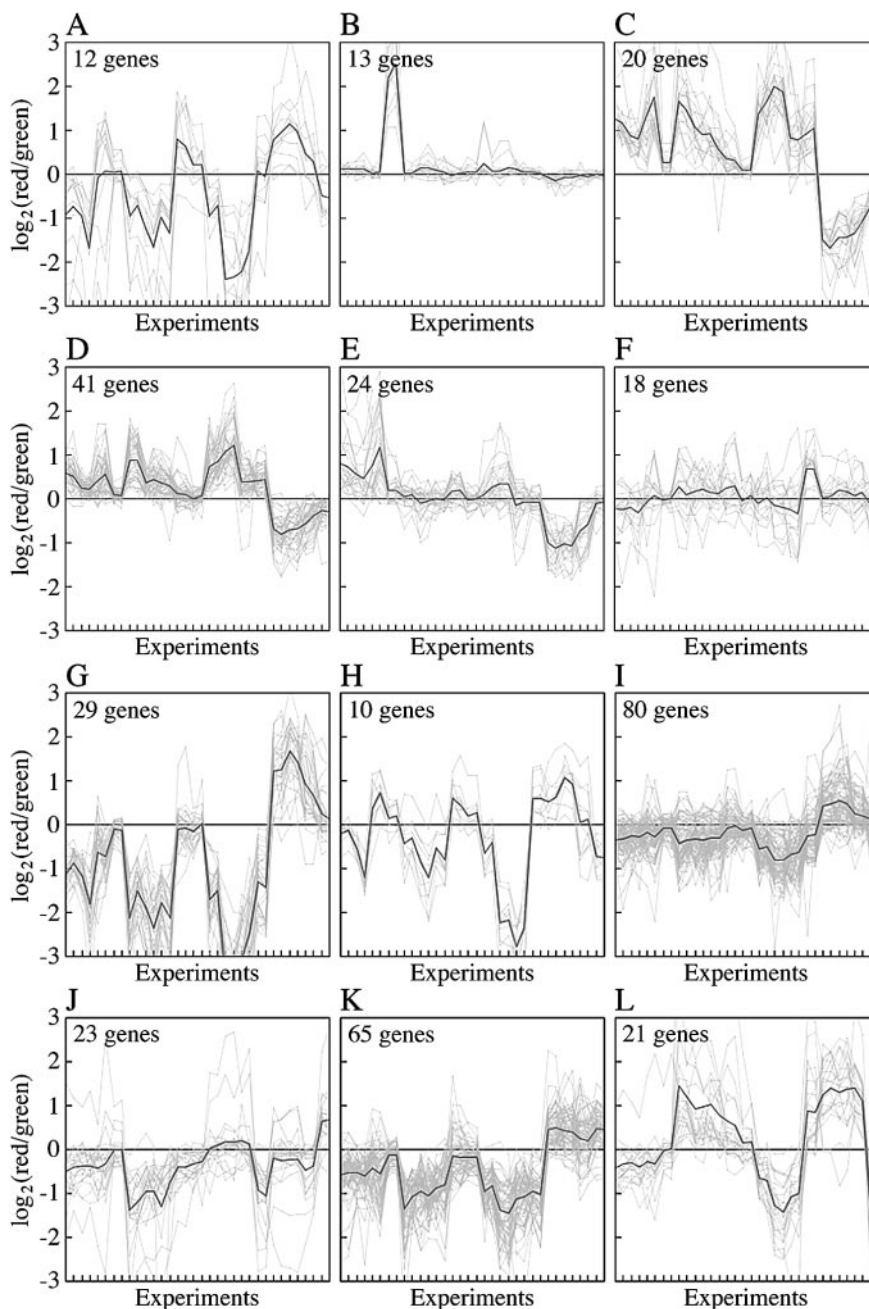 A B C
3 12 genes 13 genes 20 genes
2
1
0
-1
-2
-3
log2(red/green)
Experiments Experiments Experiments
D E F
3 41 genes 24 genes 18 genes
2
1
0
-1
-2
-3
log2(red/green)
Experiments Experiments Experiments
G H I
3 29 genes 10 genes 80 genes
2
1
0
-1
-2
-3
log2(red/green)
Experiments Experiments Experiments
J K L
3 23 genes 65 genes 21 genes
2
1
0
-1
-2
-3
log2(red/green)
Experiments Experiments Experiments